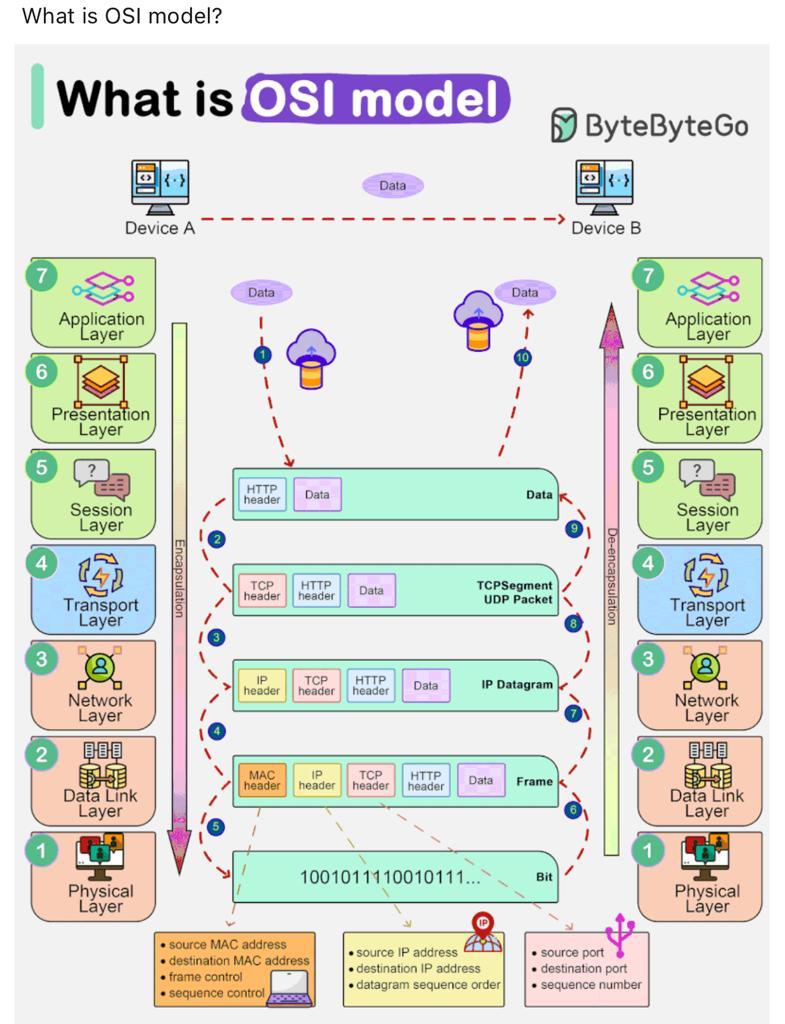 What is OSI model?
What is OSI model
ByteByteGo
Data
Device A
Device B
7
Application
Layer
6
Presentation
Layer
5
?
Session
Layer
4
Transport
Layer
3
Network
Layer
2
Data Link
Layer
1
Physical
Layer
Encapsulation
Data
1
Data
10
HTTP
header
Data
Data
2
9
TCP
header
HTTP
header
Data
TCPSegment
UDP Packet
3
8
IP
header
TCP
header
HTTP
header
Data
IP Datagram
4
7
MAC
header
IP
header
TCP
header
HTTP
header
Data
Frame
5
6
1001011110010111...
Bit
De-encapsulation
7
Application
Layer
6
Presentation
Layer
5
?
Session
Layer
4
Transport
Layer
3
Network
Layer
2
Data Link
Layer
1
Physical
Layer
• source MAC address
• destination MAC address
• frame control
• sequence control
IP
• source IP address
• destination IP address
• datagram sequence order
• source port
• destination port
• sequence number